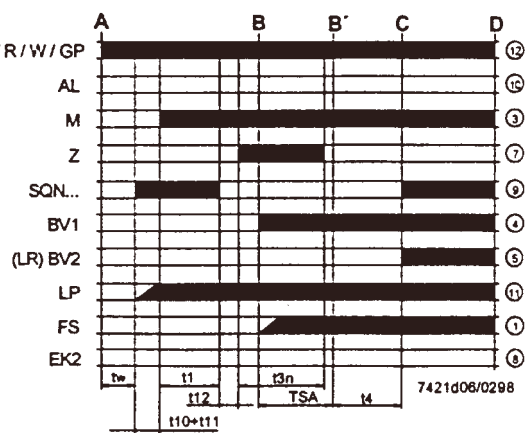 A B B´ C D
R / W / GP 12
AL 10
M 3
Z 7
SQN... 9
BV1 4
(LR) BV2 5
LP 11
FS 1
EK2 8
tw t1 t3n 7421d06/0298
t12 TSA t4
t10+t11